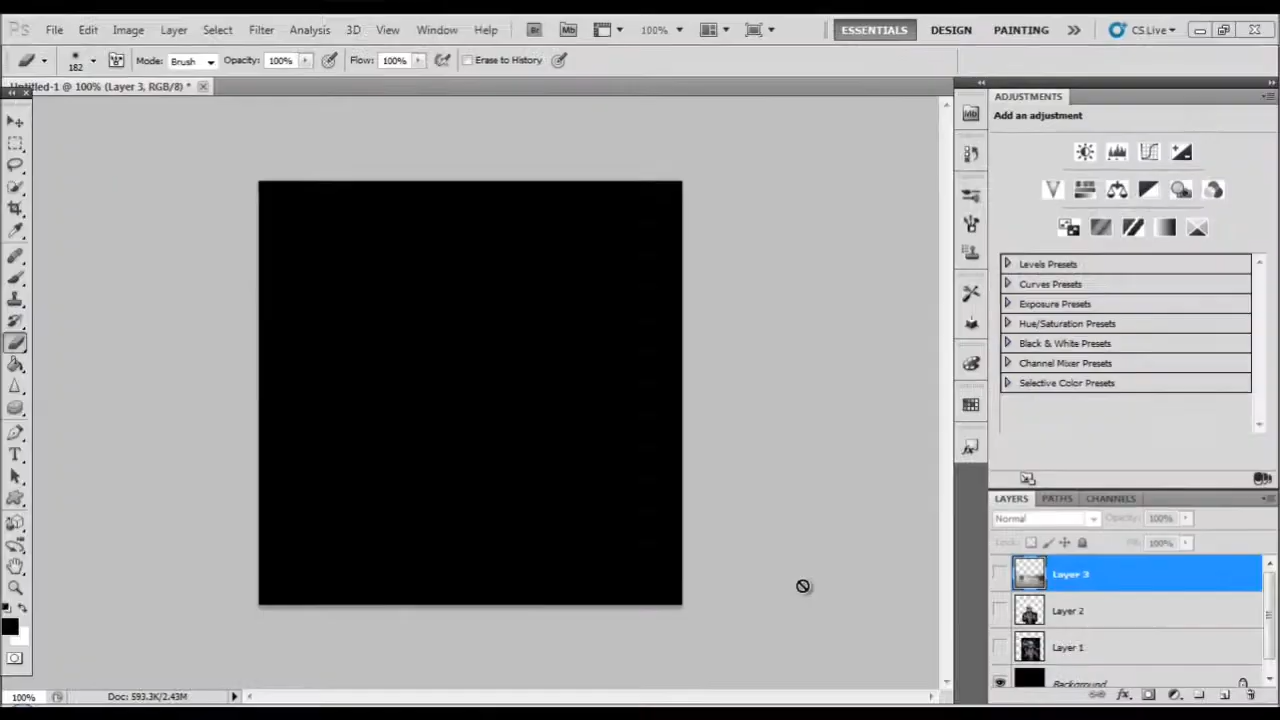 Ps File Edit Image Layer Select Filter Analysis 3D View Window Help Br Mb 100% ESSENTIALS DESIGN PAINTING CS Live
182 Mode: Brush Opacity: 100% Flow: 100% Erase to History
Untitled-1 @ 100% (Layer 3, RGB/8) *
ADJUSTMENTS
Add an adjustment
Mb
Levels Presets
Curves Presets
Exposure Presets
Hue/Saturation Presets
Black & White Presets
Channel Mixer Presets
Selective Color Presets
LAYERS PATHS CHANNELS
Normal Opacity: 100%
Lock: Fill: 100%
Layer 3
Layer 2
Layer 1
Background
100% Doc: 593.3K/2.43M